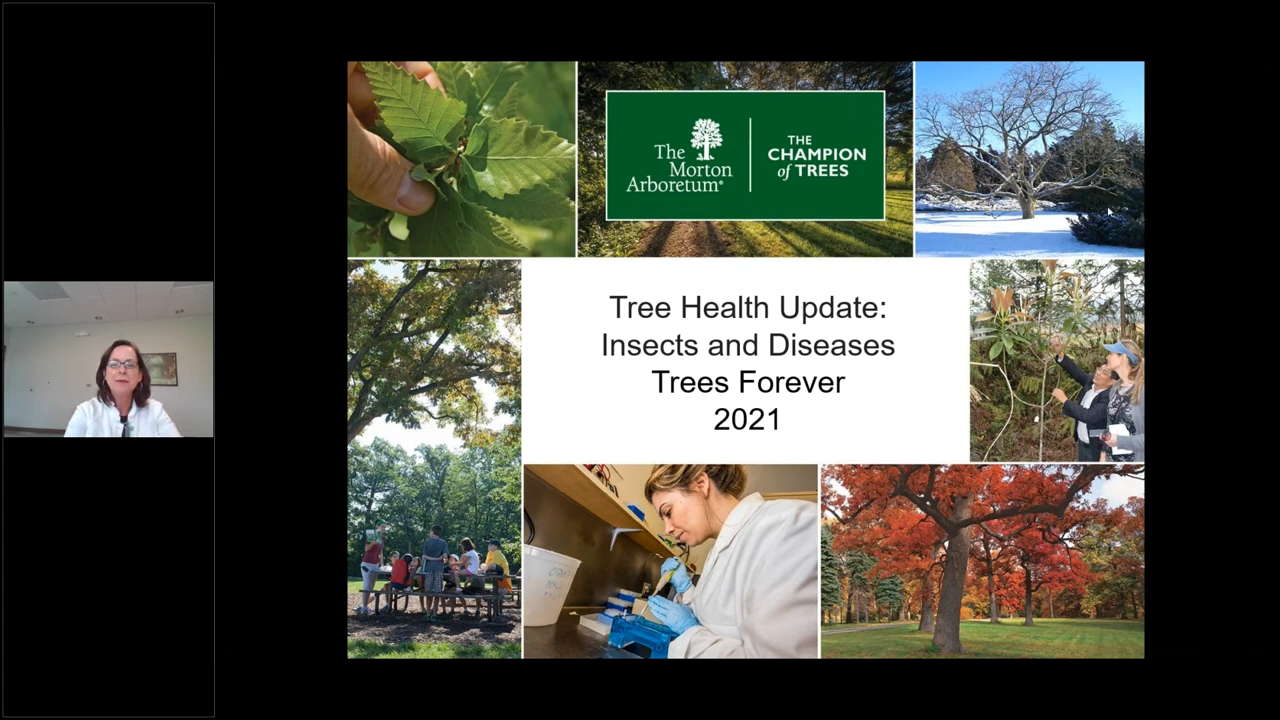 The
Morton
Arboretum®
THE
CHAMPION
of TREES
Tree Health Update:
Insects and Diseases
Trees Forever
2021